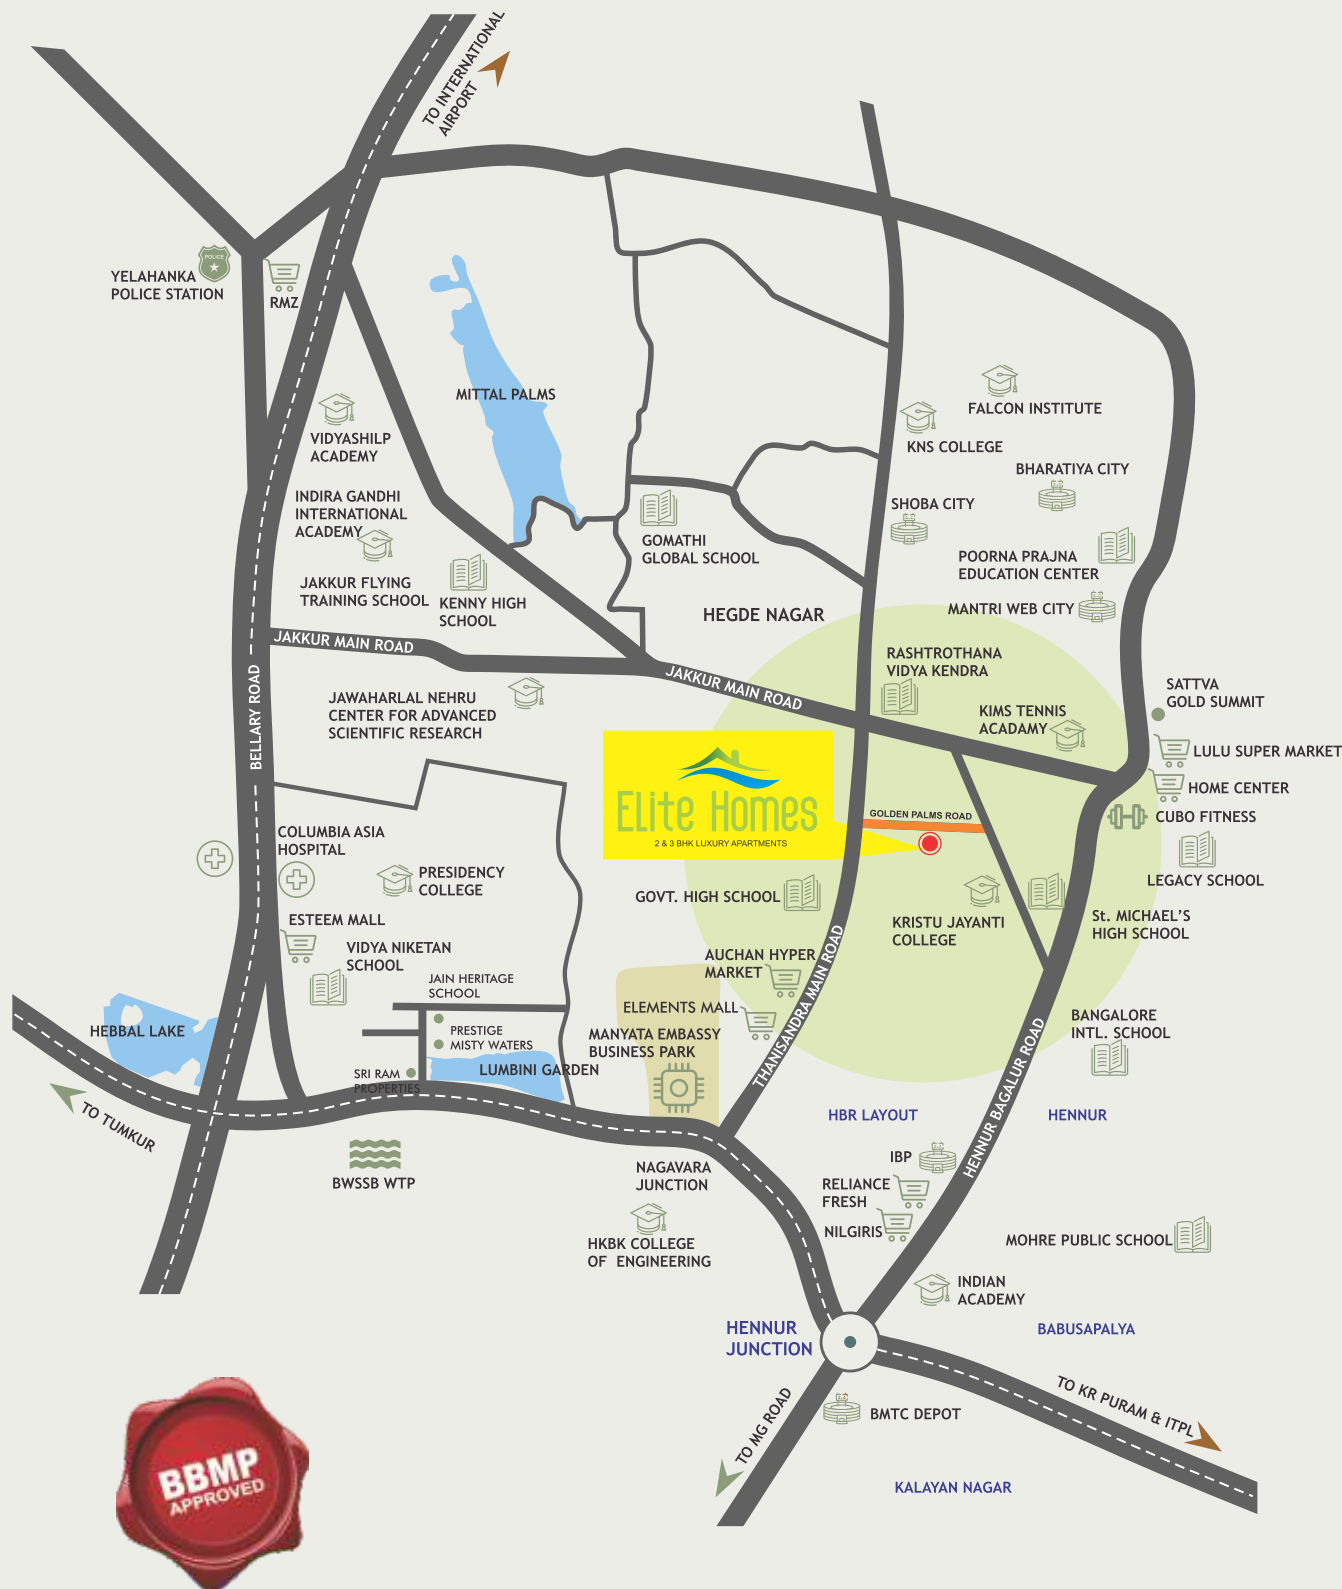 TO INTERNATIONAL
AIRPORT
POLICE
YELAHANKA
POLICE STATION
RMZ
MITTAL PALMS
VIDYASHILP
ACADEMY
FALCON INSTITUTE
KNS COLLEGE
BHARATIYA CITY
INDIRA GANDHI
INTERNATIONAL
ACADEMY
SHOBA CITY
GOMATHI
GLOBAL SCHOOL
POORNA PRAJNA
EDUCATION CENTER
JAKKUR FLYING
TRAINING SCHOOL
KENNY HIGH
SCHOOL
HEGDE NAGAR
MANTRI WEB CITY
JAKKUR MAIN ROAD
RASHTROTHANA
VIDYA KENDRA
JAKKUR MAIN ROAD
BELLARY ROAD
JAWAHARLAL NEHRU
CENTER FOR ADVANCED
SCIENTIFIC RESEARCH
KIMS TENNIS
ACADAMY
SATTVA
GOLD SUMMIT
LULU SUPER MARKET
HOME CENTER
CUBO FITNESS
ELite Homes
2 & 3 BHK LUXURY APARTMENTS
GOLDEN PALMS ROAD
COLUMBIA ASIA
HOSPITAL
PRESIDENCY
COLLEGE
LEGACY SCHOOL
GOVT. HIGH SCHOOL
ESTEEM MALL
KRISTU JAYANTI
COLLEGE
St. MICHAEL'S
HIGH SCHOOL
VIDYA NIKETAN
SCHOOL
AUCHAN HYPER
MARKET
THANISANDRA MAIN ROAD
JAIN HERITAGE
SCHOOL
ELEMENTS MALL
HEBBAL LAKE
PRESTIGE
MISTY WATERS
MANYATA EMBASSY
BUSINESS PARK
BANGALORE
INTL. SCHOOL
SRI RAM
PROPERTIES
LUMBINI GARDEN
HENNUR BAGALUR ROAD
TO TUMKUR
HBR LAYOUT
HENNUR
BWSSB WTP
NAGAVARA
JUNCTION
IBP
RELIANCE
FRESH
NILGIRIS
HKBK COLLEGE
OF ENGINEERING
MOHRE PUBLIC SCHOOL
INDIAN
ACADEMY
HENNUR
JUNCTION
BABUSAPALYA
TO MG ROAD
TO KR PURAM & ITPL
BMTC DEPOT
KALAYAN NAGAR
BBMP
APPROVED